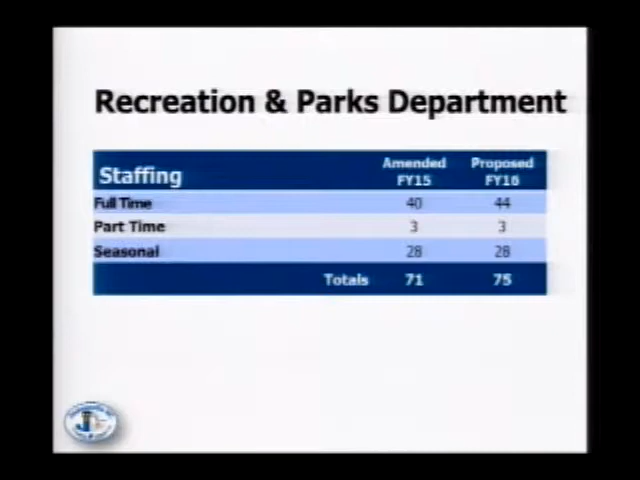 Recreation & Parks Department
Staffing Amended FY15 Proposed FY16
Full Time 40 44
Part Time 3 3
Seasonal 28 28
Totals 71 75